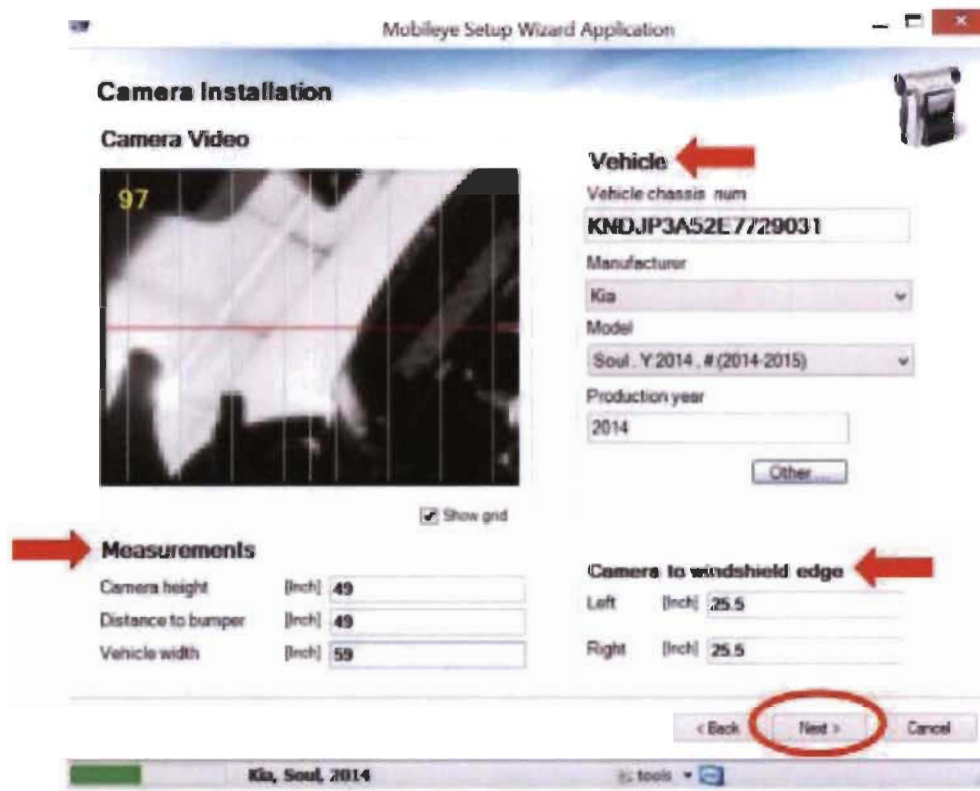 Mobileye Setup Wizard Application
Camera Installation
Camera Video
97
Show grid
Vehicle
Vehicle chassis num
KNDJP3A52E7729031
Manufacturer
Kia
Model
Soul . Y:2014 . #(2014-2015)
Production year
2014
Other...
Measurements
Camera height [Inch] 49
Distance to bumper [Inch] 49
Vehicle width [Inch] 59
Camera to windshield edge
Left [Inch] 25.5
Right [Inch] 25.5
< Back Next > Cancel
Kia, Soul, 2014 tools